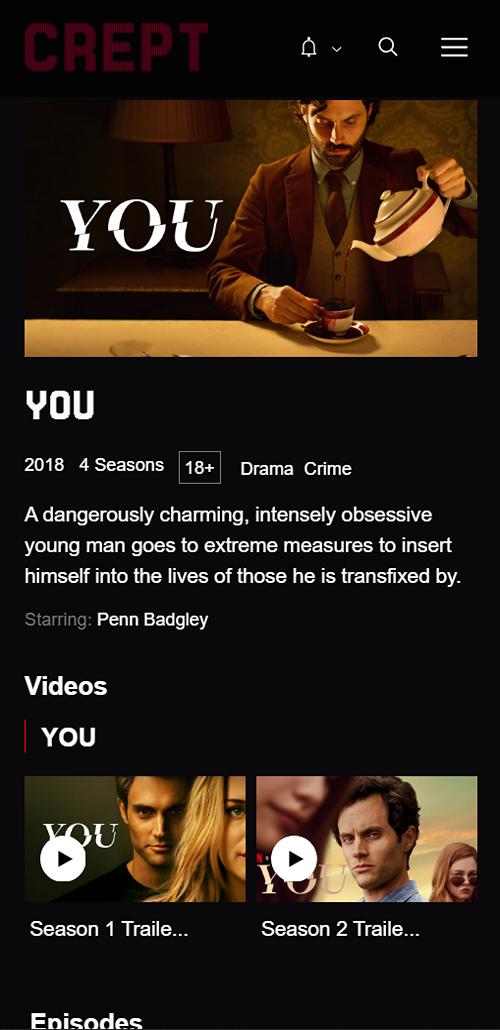 CREPT
YOU
YOU
2018 4 Seasons 18+ Drama Crime
A dangerously charming, intensely obsessive
young man goes to extreme measures to insert
himself into the lives of those he is transfixed by.
Starring: Penn Badgley
Videos
YOU
YOU
YOU
Season 1 Traile... Season 2 Traile...
Episodes